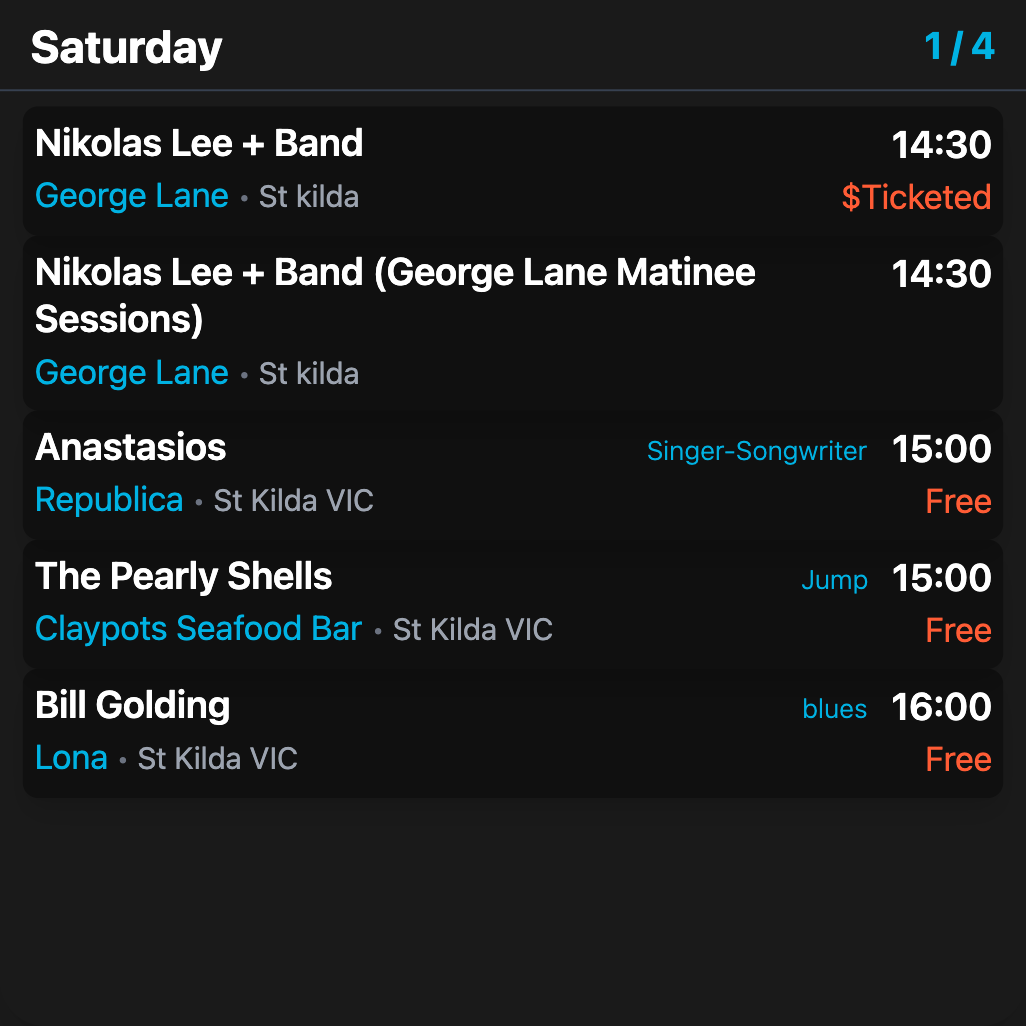 Saturday 1 / 4
Nikolas Lee + Band 14:30
George Lane • St kilda $Ticketed
Nikolas Lee + Band (George Lane Matinee 14:30
Sessions)
George Lane • St kilda
Anastasios Singer-Songwriter 15:00
Republica • St Kilda VIC Free
The Pearly Shells Jump 15:00
Claypots Seafood Bar • St Kilda VIC Free
Bill Golding blues 16:00
Lona • St Kilda VIC Free